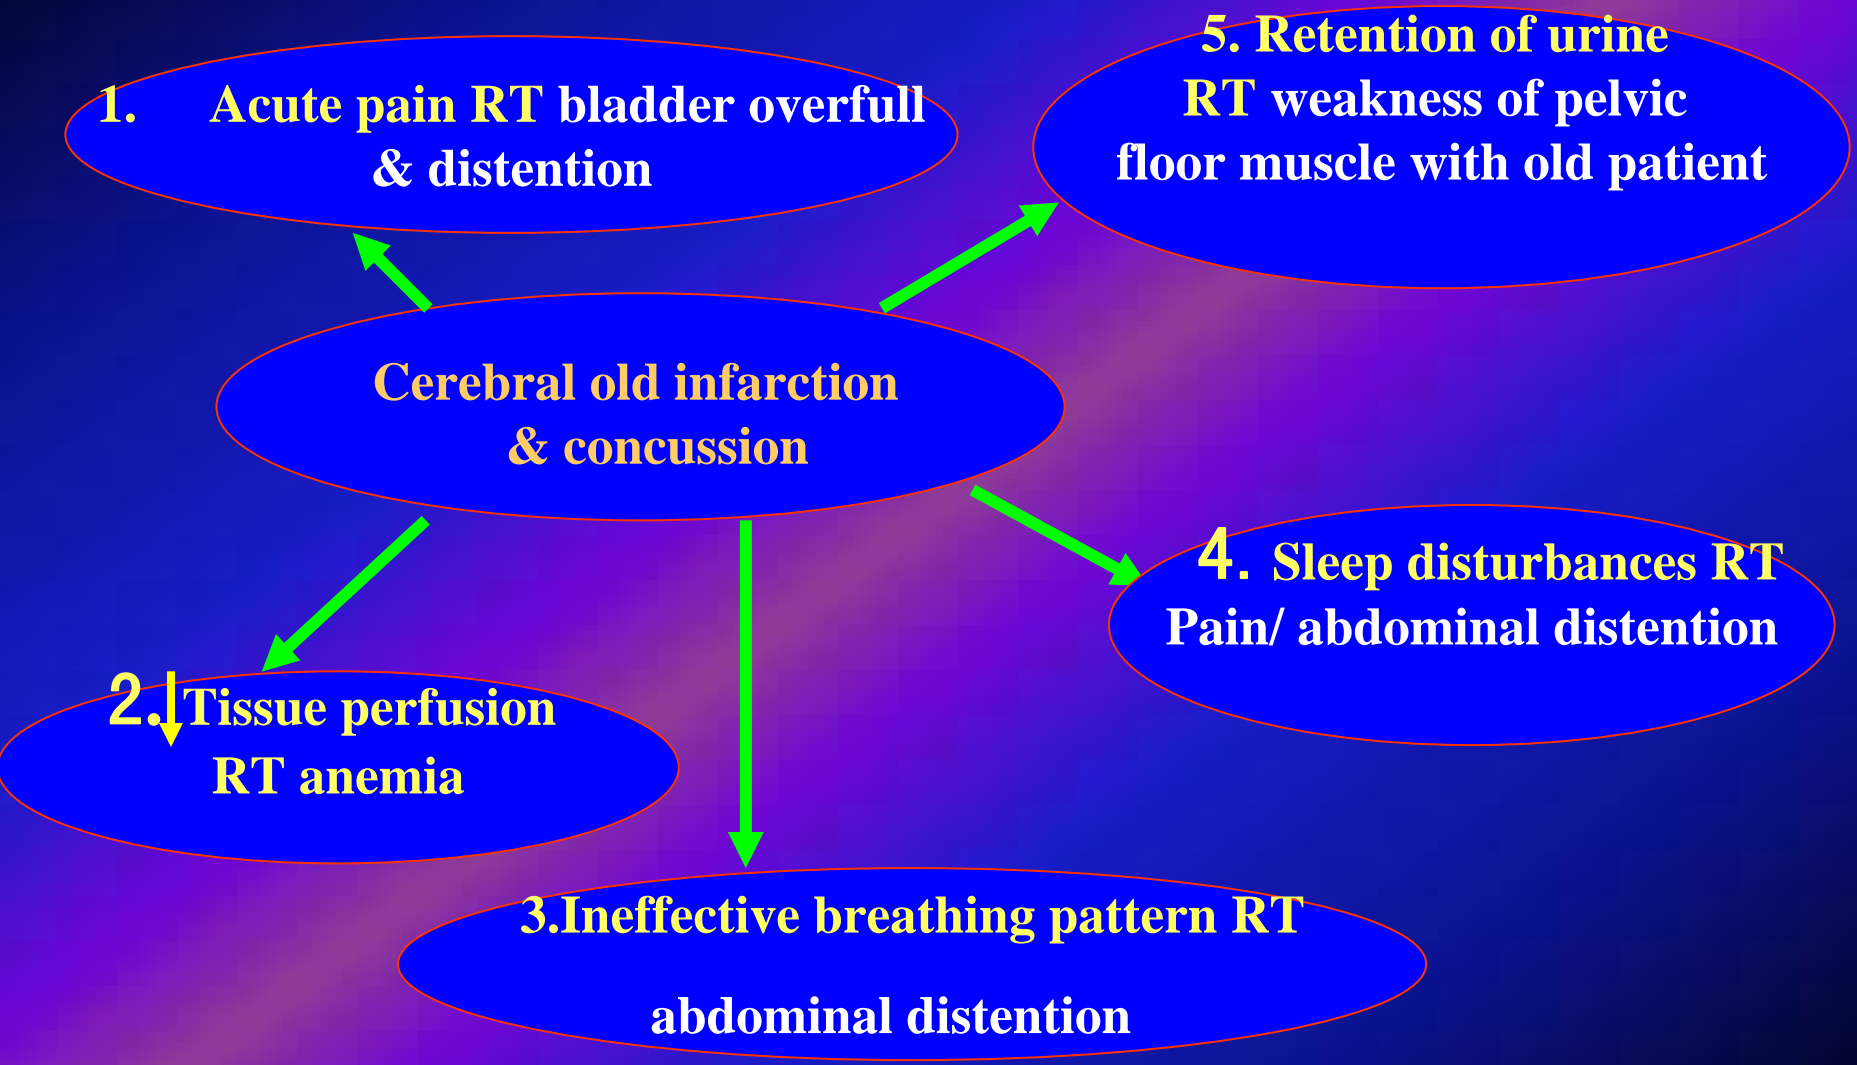 1. Acute pain RT bladder overfull
& distention
5. Retention of urine
RT weakness of pelvic
floor muscle with old patient
Cerebral old infarction
& concussion
4. Sleep disturbances RT
Pain/ abdominal distention
2. Tissue perfusion
RT anemia
3.Ineffective breathing pattern RT
abdominal distention